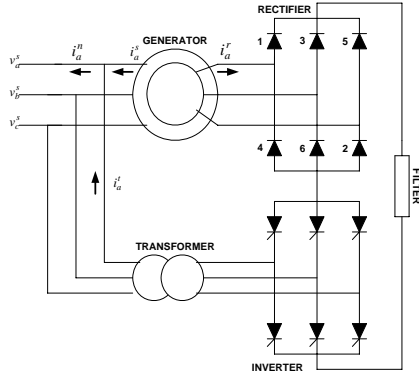 RECTIFIER
GENERATOR
1 3 5
i_a^n i_a^s i_a^r
v_a^s
v_b^s
v_c^s
4 6 2
i_a^t
FILTER
TRANSFORMER
INVERTER